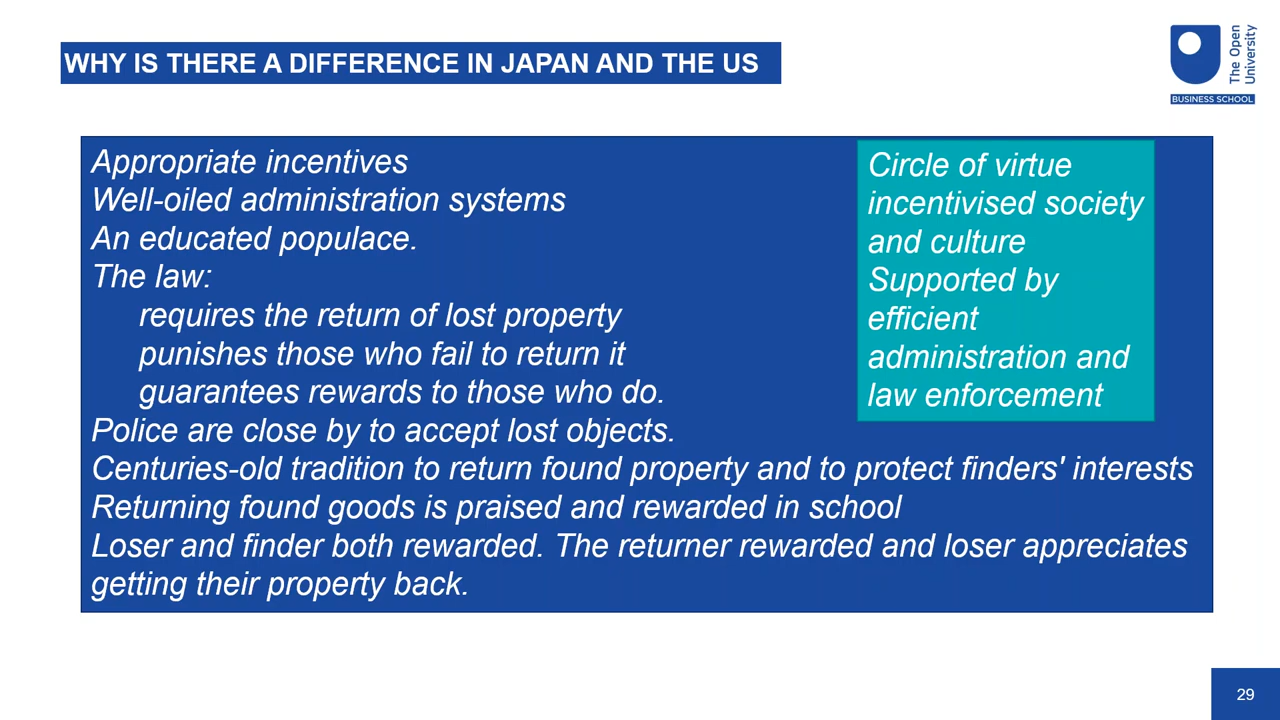 WHY IS THERE A DIFFERENCE IN JAPAN AND THE US
The Open
University
BUSINESS SCHOOL
Appropriate incentives
Well-oiled administration systems
An educated populace.
The law:
requires the return of lost property
punishes those who fail to return it
guarantees rewards to those who do.
Police are close by to accept lost objects.
Centuries-old tradition to return found property and to protect finders' interests
Returning found goods is praised and rewarded in school
Loser and finder both rewarded. The returner rewarded and loser appreciates
getting their property back.
Circle of virtue
incentivised society
and culture
Supported by
efficient
administration and
law enforcement
29